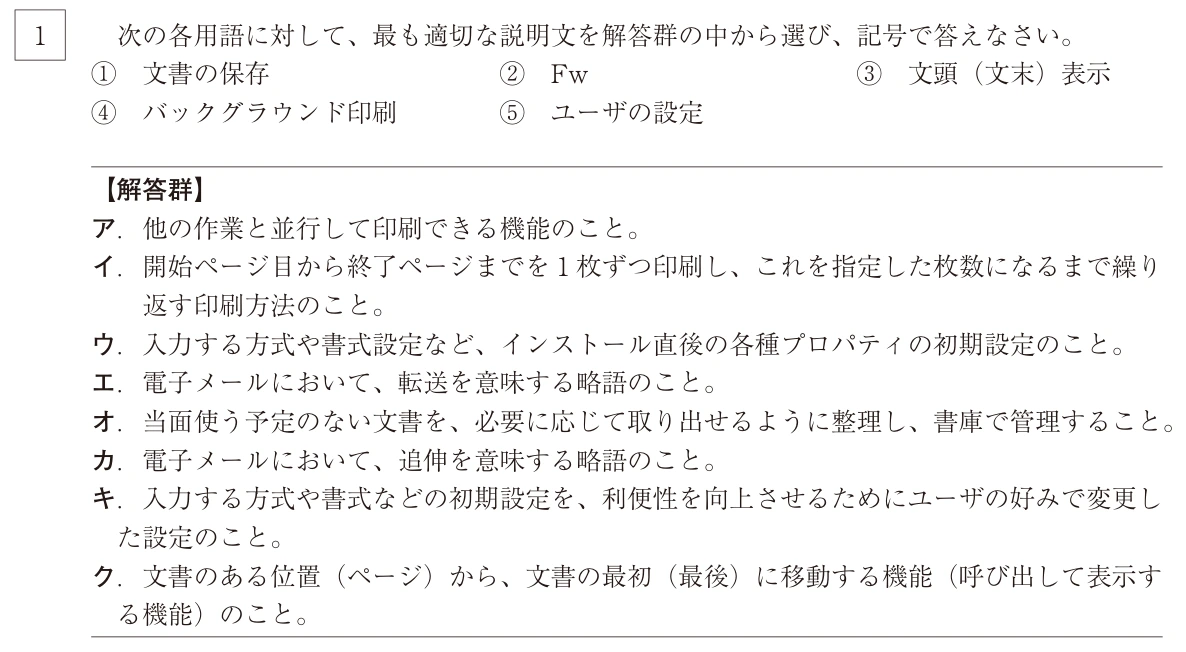 1 次の各用語に対して、最も適切な説明文を解答群の中から選び、記号で答えなさい。
① 文書の保存 ② Fw ③ 文頭（文末）表示
④ バックグラウンド印刷 ⑤ ユーザの設定
【解答群】
ア．他の作業と並行して印刷できる機能のこと。
イ．開始ページ目から終了ページまでを１枚ずつ印刷し、これを指定した枚数になるまで繰り
返す印刷方法のこと。
ウ．入力する方式や書式設定など、インストール直後の各種プロパティの初期設定のこと。
エ．電子メールにおいて、転送を意味する略語のこと。
オ．当面使う予定のない文書を、必要に応じて取り出せるように整理し、書庫で管理すること。
カ．電子メールにおいて、追伸を意味する略語のこと。
キ．入力する方式や書式などの初期設定を、利便性を向上させるためにユーザの好みで変更し
た設定のこと。
ク．文書のある位置（ページ）から、文書の最初（最後）に移動する機能（呼び出して表示す
る機能）のこと。